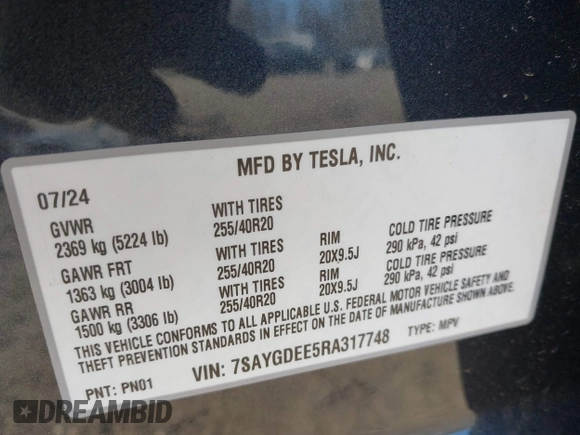 MFD BY TESLA, INC.
07/24
GVWR WITH TIRES
2369 kg (5224 lb) 255/40R20
GAWR FRT WITH TIRES RIM COLD TIRE PRESSURE
1363 kg (3004 lb) 255/40R20 20X9.5J 290 kPa, 42 psi
GAWR RR WITH TIRES RIM COLD TIRE PRESSURE
1500 kg (3306 lb) 255/40R20 20X9.5J 290 kPa, 42 psi
THIS VEHICLE CONFORMS TO ALL APPLICABLE U.S. FEDERAL MOTOR VEHICLE SAFETY AND
THEFT PREVENTION STANDARDS IN EFFECT ON THE DATE OF MANUFACTURE SHOWN ABOVE.
PNT: PN01 VIN: 7SAYGDEE5RA317748 TYPE: MPV
DREAMBID